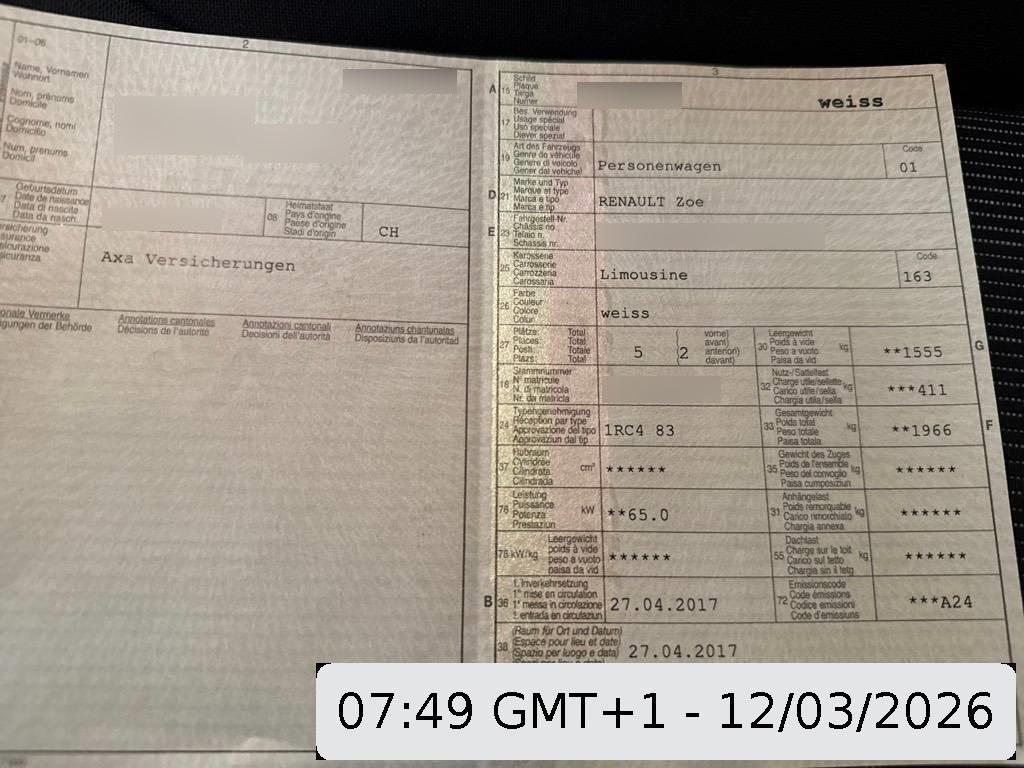 01–06
2
Name, Vornamen
Wohnort
Nom, prénoms
Domicile
Cognome, nomi
Domicilio
Num, prenums
Domicil
Geburtsdatum
Date de naissance
Data di nascita
Data da nasch.
08
Heimatstaat
Pays d'origine
Paese d'origine
Stadi d'origin
CH
Axa Versicherungen
Annotations cantonales
Décisions de l'autorité
Annotazioni cantonali
Decisioni dell'autorità
Annotaziuns chantunalas
Disposiziuns da l'autoritad
3
A
15
Schild
Plaque
Targa
Numer
weiss
17
Bes. Verwendung
Usage spécial
Uso speciale
Diever spezial
19
Art des Fahrzeugs
Genre de véhicule
Genere di veicolo
Gener dal vehichel
Personenwagen
Code
01
D
21
Marke und Typ
Marque et type
Marca e tipo
Marca e tip
RENAULT Zoe
E
23
Fahrgestell-Nr.
Châssis no
Telaio n.
Schassis nr.
25
Karosserie
Carrosserie
Carrozzeria
Carossaria
Limousine
Code
163
26
Farbe
Couleur
Colore
Colur
weiss
27
Plätze: Total
Places: Total
Posti: Totale
Plazs: Total
5
(2
vorne)
avant)
anteriori)
davant)
30
Leergewicht
Poids à vide
Peso a vuoto
Paisa da vid
kg
**1555
G
18
Stammnummer
N° matricule
N. di matricola
Nr. da matricla
32
Nutz-/Sattellast
Charge utile/sellette
Carico utile/sella
Chargia utila/sella
kg
***411
24
Typengenehmigung
Réception par type
Approvazione del tipo
Approvaziun dal tip
1RC4 83
33
Gesamtgewicht
Poids total
Peso totale
Paisa totala
kg
**1966
F
37
Hubraum
Cylindrée
Cilindrata
Cilindrada
cm³
******
35
Gewicht des Zuges
Poids de l'ensemble
Peso del convoglio
Paisa cumposiziun
kg
******
76
Leistung
Puissance
Potenza
Prestaziun
kW
**65.0
31
Anhängelast
Poids remorquable
Carico rimorchiato
Chargia annexa
kg
******
78 kW/kg
Leergewicht
poids à vide
peso a vuoto
paisa da vid
******
55
Dachlast
Charge sur le toit
Carico sul tetto
Chargia sin il tetg
kg
******
B
36
1. Inverkehrsetzung
1re mise en circulation
1a messa in circolazione
1. entrada en circulaziun
27.04.2017
72
Emissionscode
Code émissions
Codice emissioni
Code d'emissiuns
***A24
38
(Raum für Ort und Datum)
(Espace pour lieu et date)
(Spazio per luogo e data)
27.04.2017
07:49 GMT+1 - 12/03/2026